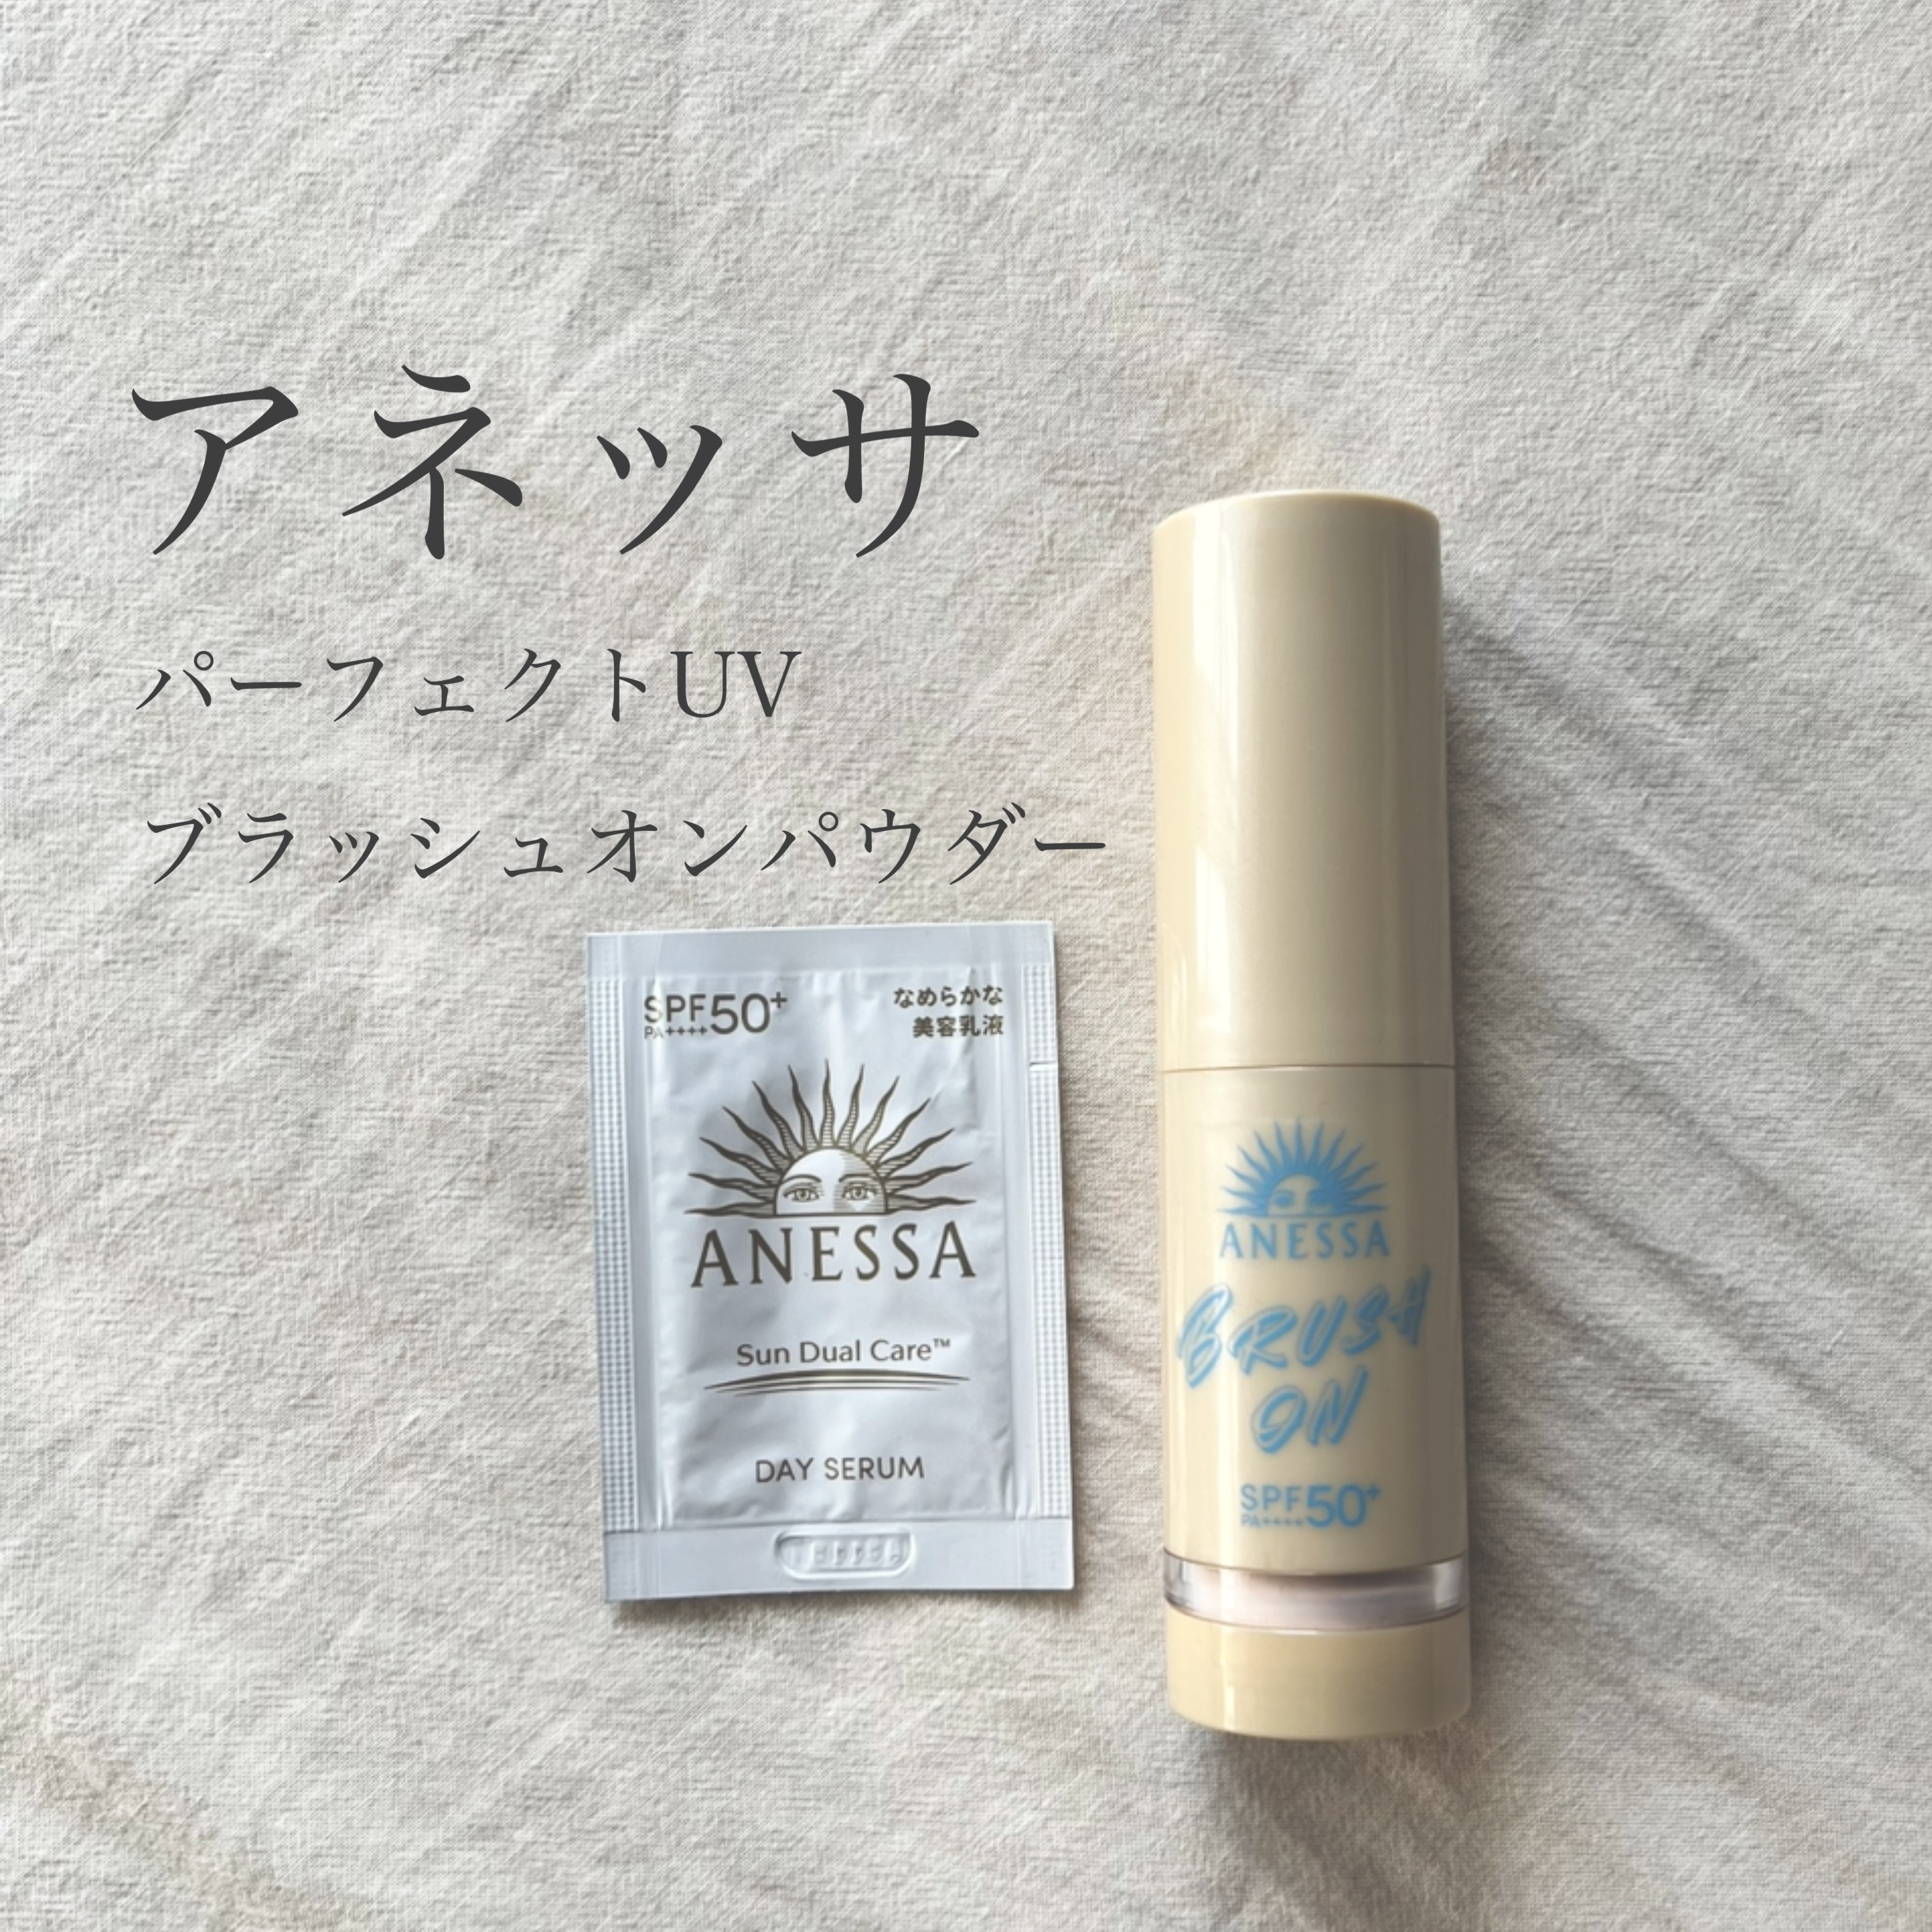 アネッサ
パーフェクトUV
ブラッシュオンパウダー
SPF50+
PA++++
なめらかな
美容乳液
ANESSA
Sun Dual Care™
DAY SERUM
ANESSA
BRUSH
ON
SPF50+
PA++++